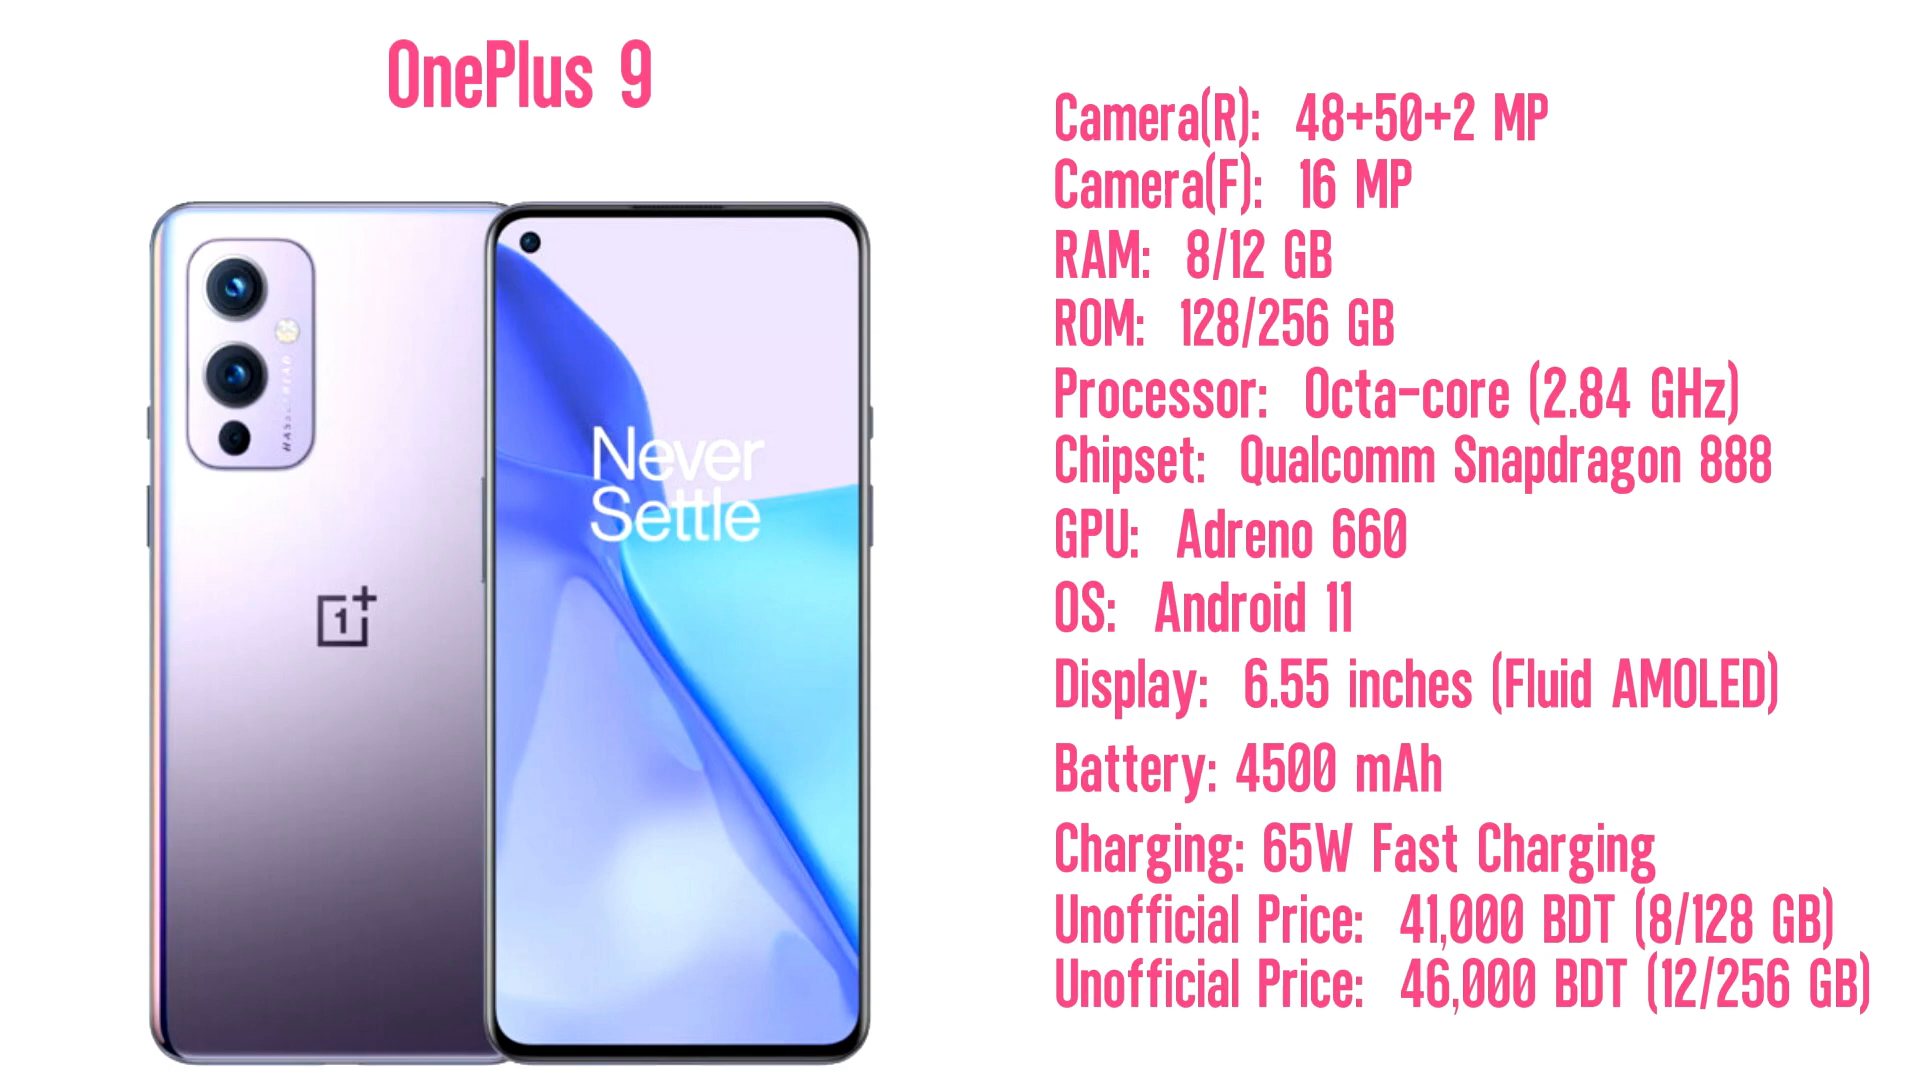 OnePlus 9
Camera(R): 48+50+2 MP
Camera(F): 16 MP
RAM: 8/12 GB
ROM: 128/256 GB
Processor: Octa-core (2.84 GHz)
Chipset: Qualcomm Snapdragon 888
GPU: Adreno 660
OS: Android 11
Display: 6.55 inches (Fluid AMOLED)
Battery: 4500 mAh
Charging: 65W Fast Charging
Unofficial Price: 41,000 BDT (8/128 GB)
Unofficial Price: 46,000 BDT (12/256 GB)
HASSELBLAD
1+
Never
Settle